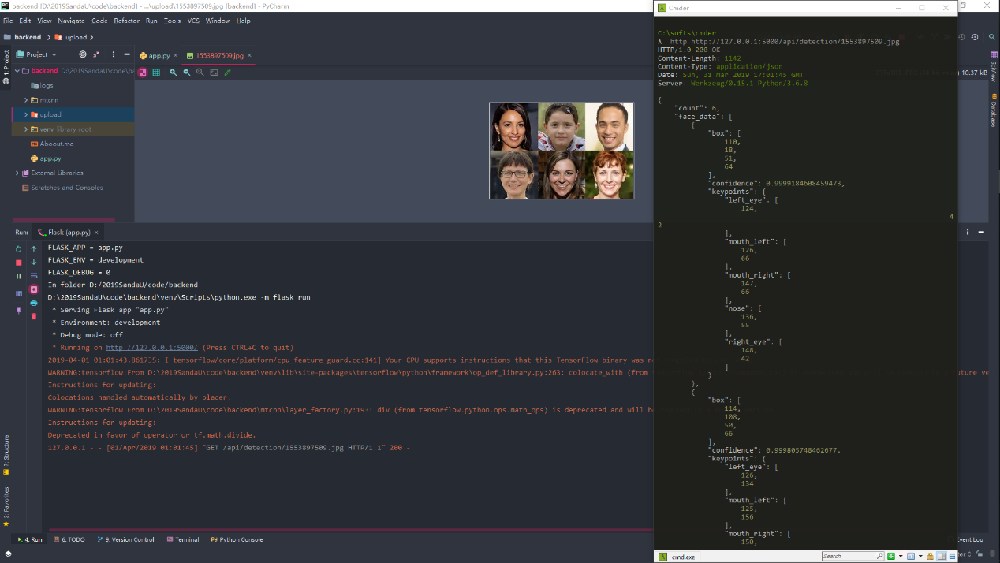 backend [D:\2019SandaU\code\backend] - ...\upload\1553897509.jpg [backend] - PyCharm
File Edit View Navigate Code Refactor Run Tools VCS Window Help
backend upload
Project
app.py
1553897509.jpg
1: Project
backend D:\2019SandaU\code\b
logs
mtcnn
upload
venv library root
Aboout.md
app.py
External Libraries
Scratches and Consoles
10.37 kB
SciView
Database
Run: Flask (app.py)
FLASK_APP = app.py
FLASK_ENV = development
FLASK_DEBUG = 0
In folder D:/2019SandaU/code/backend
D:\2019SandaU\code\backend\venv\Scripts\python.exe -m flask run
* Serving Flask app "app.py"
* Environment: development
* Debug mode: off
* Running on http://127.0.0.1:5000/ (Press CTRL+C to quit)
2019-04-01 01:01:43.861735: I tensorflow/core/platform/cpu_feature_guard.cc:141] Your CPU supports instructions that this TensorFlow binary was no
WARNING:tensorflow:From D:\2019SandaU\code\backend\venv\lib\site-packages\tensorflow\python\framework\op_def_library.py:263: colocate_with (from uture ve
Instructions for updating:
Colocations handled automatically by placer.
WARNING:tensorflow:From D:\2019SandaU\code\backend\mtcnn\layer_factory.py:193: div (from tensorflow.python.ops.math_ops) is deprecated and will b
Instructions for updating:
Deprecated in favor of operator or tf.math.divide.
127.0.0.1 - - [01/Apr/2019 01:01:45] "GET /api/detection/1553897509.jpg HTTP/1.1" 200 -
7: Structure
2: Favorites
4: Run 6: TODO 9: Version Control Terminal Python Console
Event Log
Cmder
C:\softs\cmder
λ http http://127.0.0.1:5000/api/detection/1553897509.jpg
HTTP/1.0 200 OK
Content-Length: 1142
Content-Type: application/json
Date: Sun, 31 Mar 2019 17:01:45 GMT
Server: Werkzeug/0.15.1 Python/3.6.8
{
"count": 6,
"face_data": [
{
"box": [
110,
18,
51,
64
],
"confidence": 0.9999184608459473,
"keypoints": {
"left_eye": [
124,
4
2
],
"mouth_left": [
126,
66
],
"mouth_right": [
147,
66
],
"nose": [
136,
55
],
"right_eye": [
148,
42
]
}
},
{
"box": [
114,
108,
50,
66
],
"confidence": 0.999805748462677,
"keypoints": {
"left_eye": [
126,
134
],
"mouth_left": [
125,
156
],
"mouth_right": [
150,
cmd.exe
Search